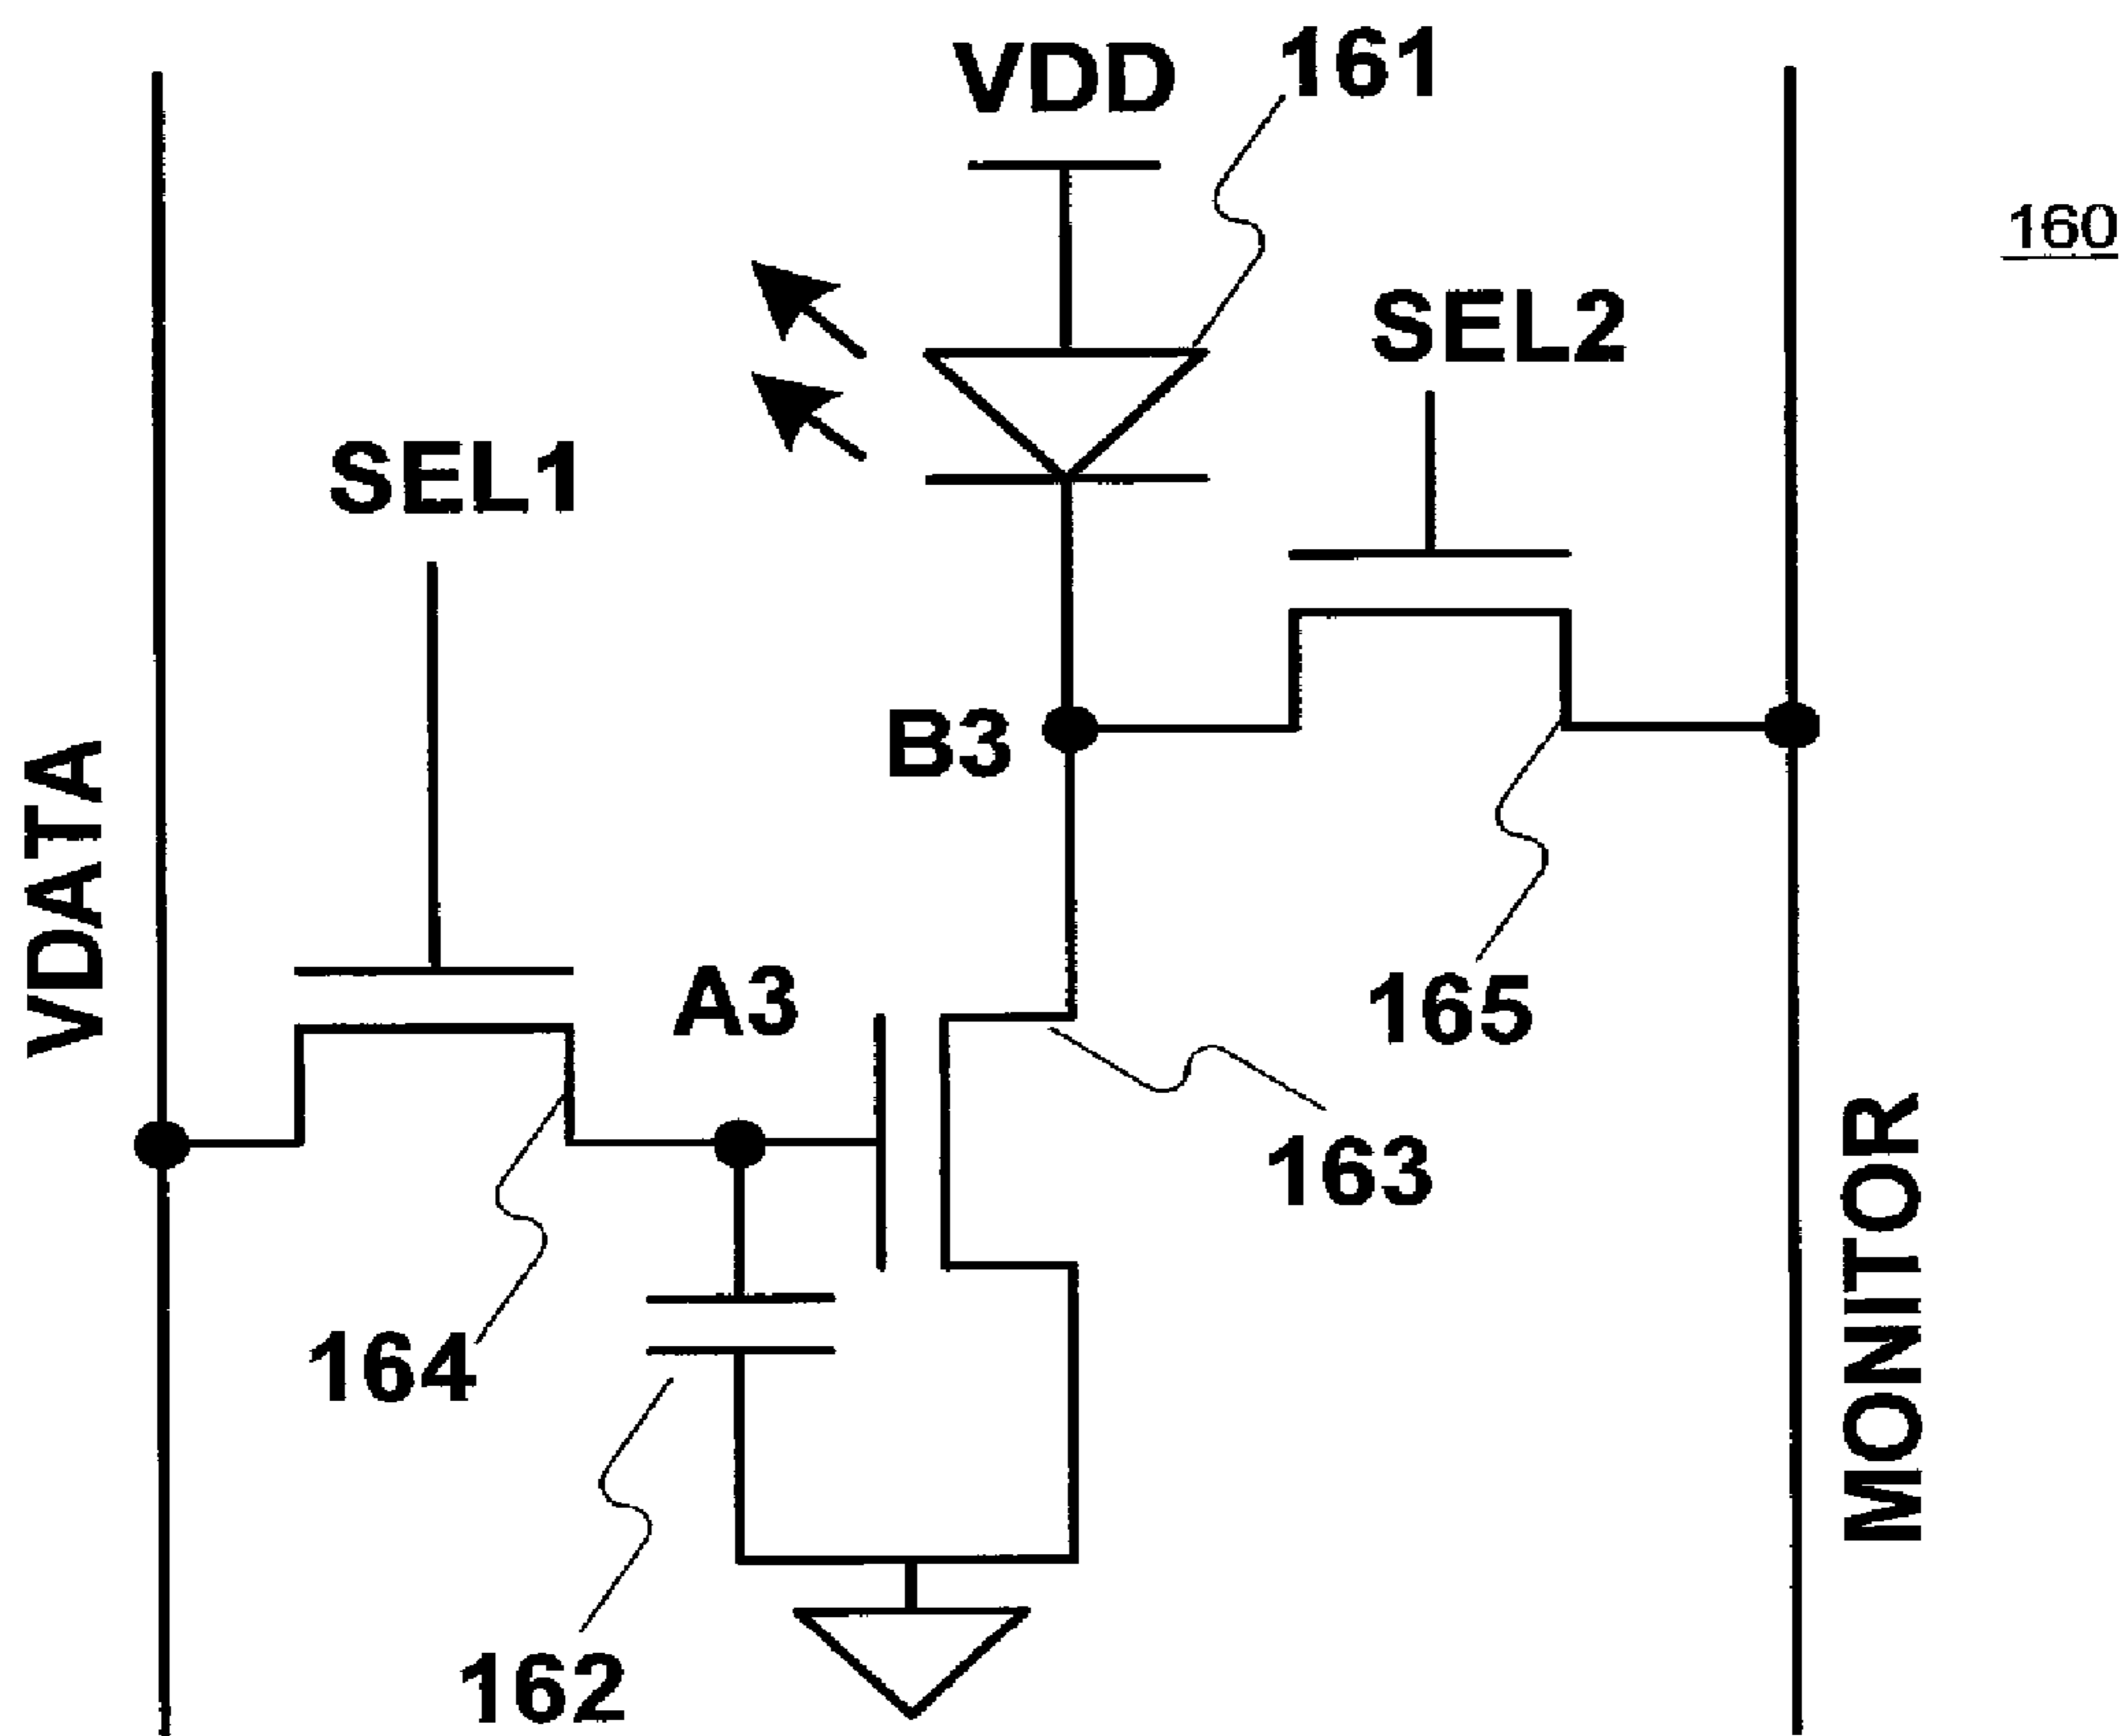 VDD
161
160
SEL2
SEL1
B3
VDATA
A3
165
163
MONITOR
164
162